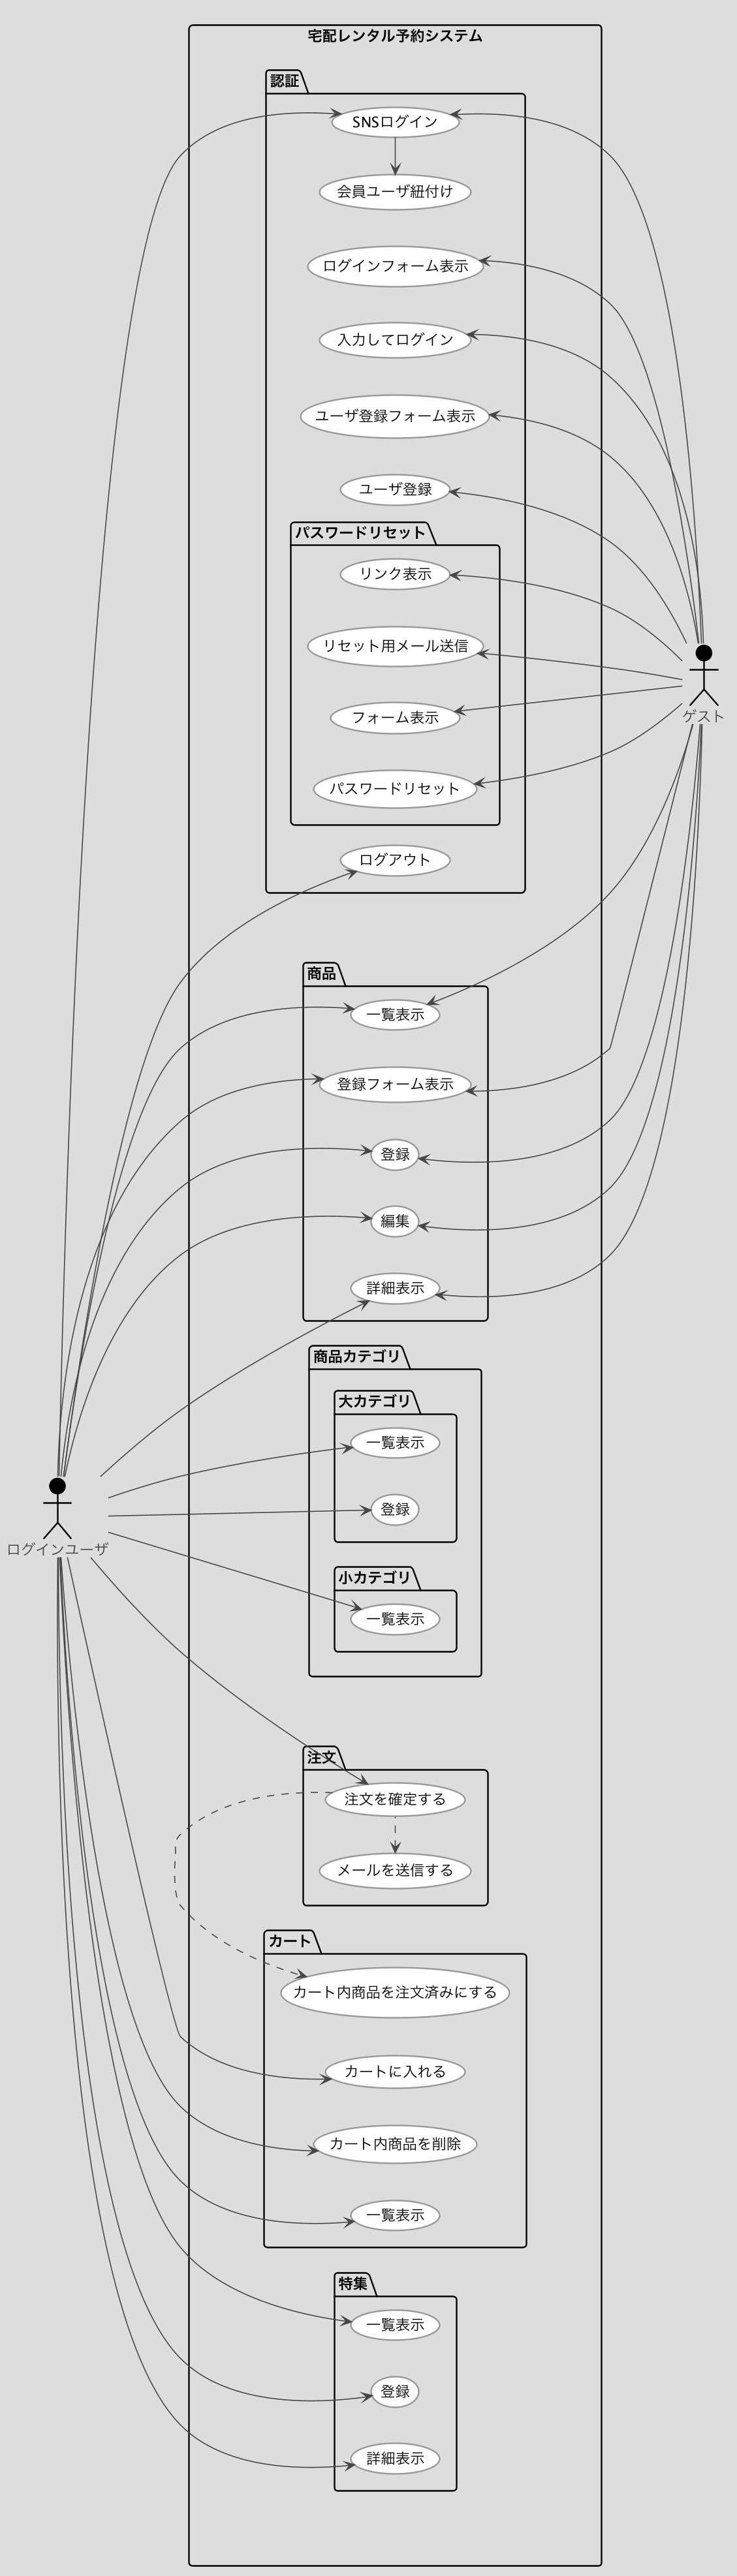 宅配レンタル予約システム
認証
SNSログイン
会員ユーザ紐付け
ログインフォーム表示
入力してログイン
ユーザ登録フォーム表示
ユーザ登録
パスワードリセット
リンク表示
リセット用メール送信
フォーム表示
パスワードリセット
ログアウト
ゲスト
商品
一覧表示
登録フォーム表示
登録
編集
詳細表示
商品カテゴリ
大カテゴリ
一覧表示
登録
小カテゴリ
一覧表示
ログインユーザ
注文
注文を確定する
メールを送信する
カート
カート内商品を注文済みにする
カートに入れる
カート内商品を削除
一覧表示
特集
一覧表示
登録
詳細表示